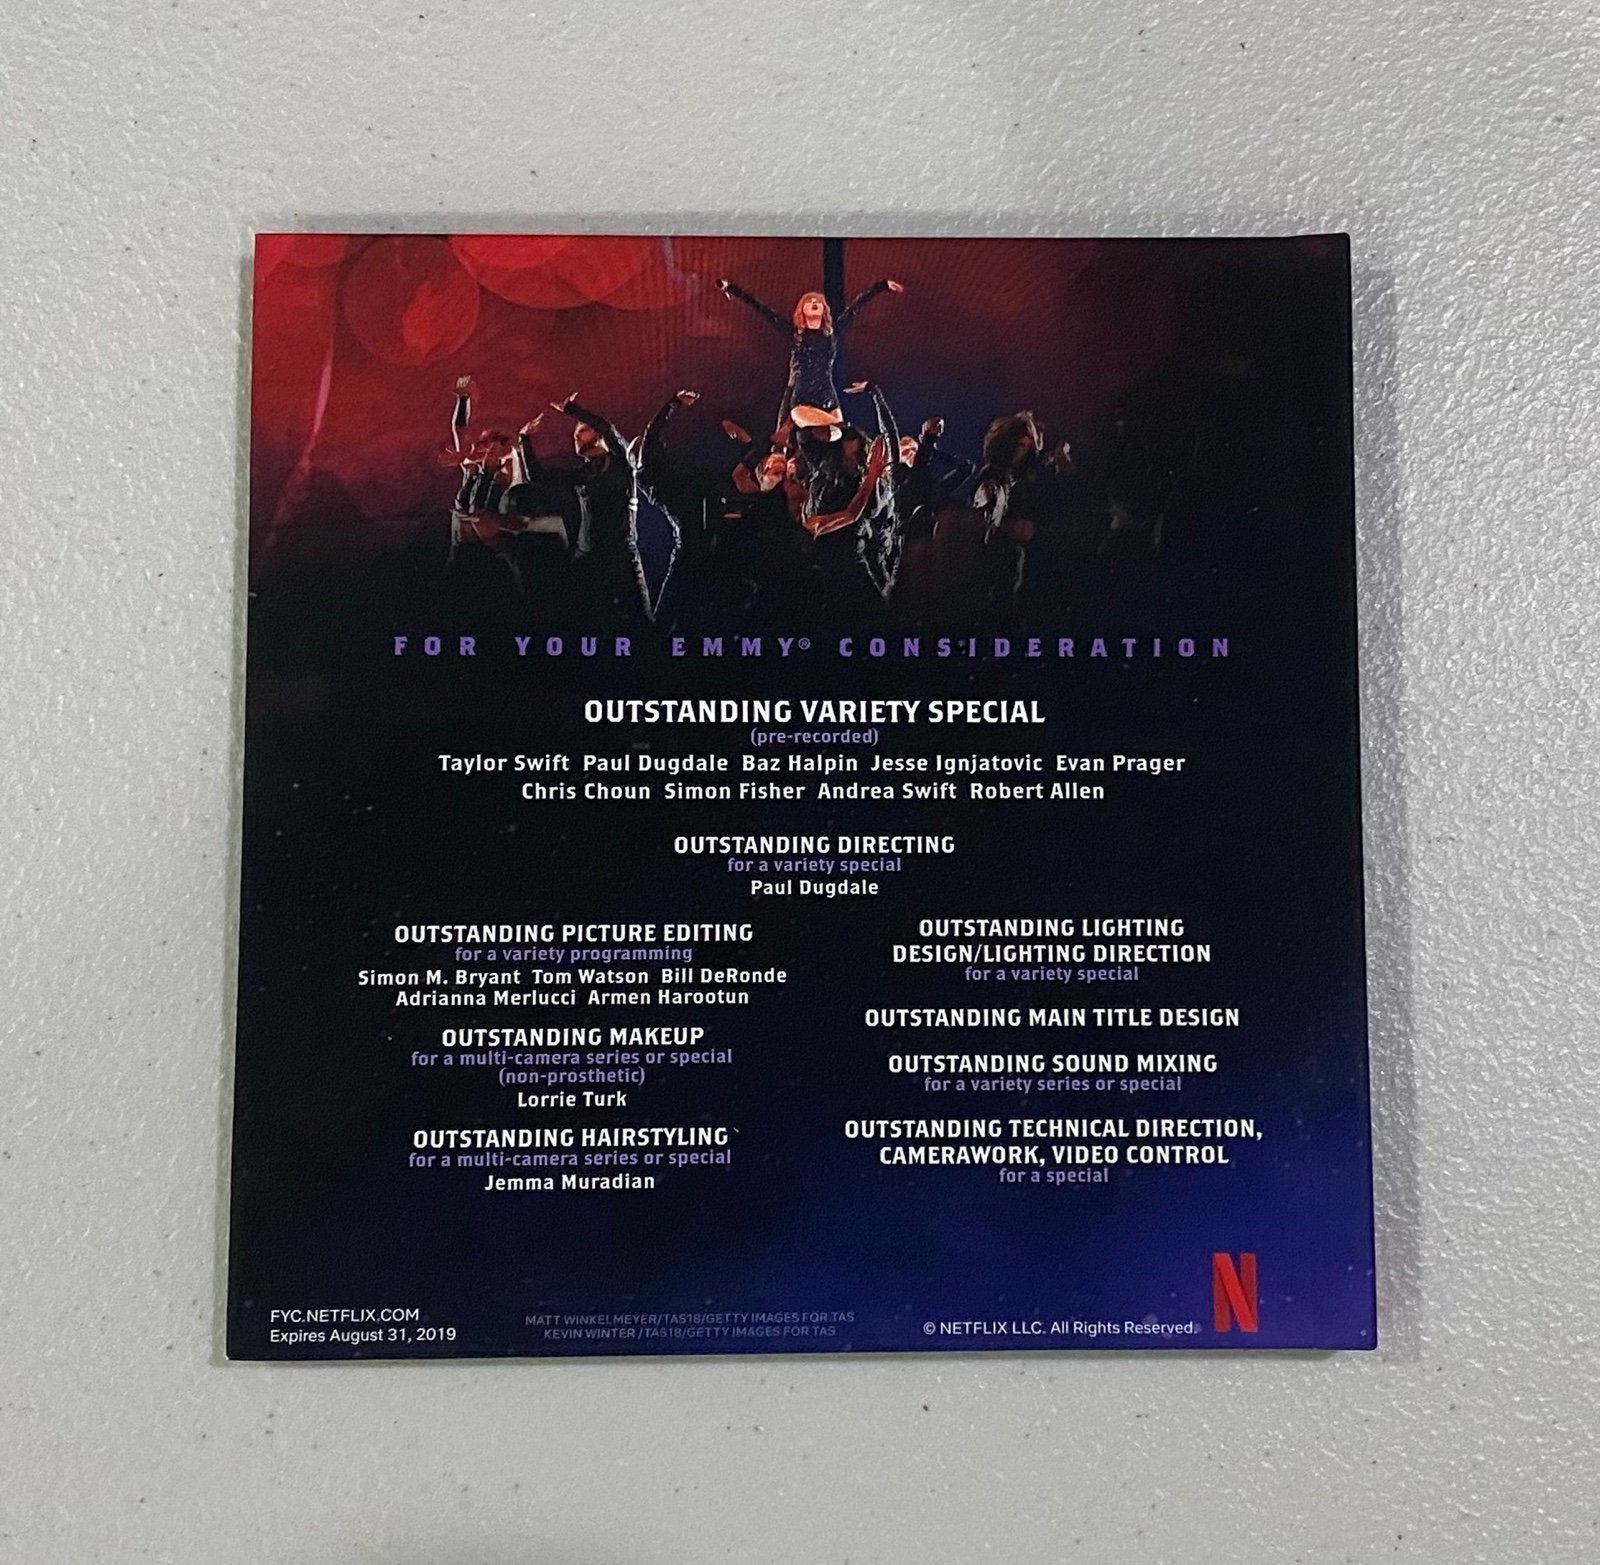 FOR YOUR EMMY® CONSIDERATION
OUTSTANDING VARIETY SPECIAL
(pre-recorded)
Taylor Swift Paul Dugdale Baz Halpin Jesse Ignjatovic Evan Prager
Chris Choun Simon Fisher Andrea Swift Robert Allen
OUTSTANDING DIRECTING
for a variety special
Paul Dugdale
OUTSTANDING PICTURE EDITING
for a variety programming
Simon M. Bryant Tom Watson Bill DeRonde
Adrianna Merlucci Armen Harootun
OUTSTANDING MAKEUP
for a multi-camera series or special
(non-prosthetic)
Lorrie Turk
OUTSTANDING HAIRSTYLING
for a multi-camera series or special
Jemma Muradian
OUTSTANDING LIGHTING
DESIGN/LIGHTING DIRECTION
for a variety special
OUTSTANDING MAIN TITLE DESIGN
OUTSTANDING SOUND MIXING
for a variety series or special
OUTSTANDING TECHNICAL DIRECTION,
CAMERAWORK, VIDEO CONTROL
for a special
FYC.NETFLIX.COM
Expires August 31, 2019
MATT WINKELMEYER/TAS18/GETTY IMAGES FOR TAS
KEVIN WINTER/TAS18/GETTY IMAGES FOR TAS
© NETFLIX LLC. All Rights Reserved.
N